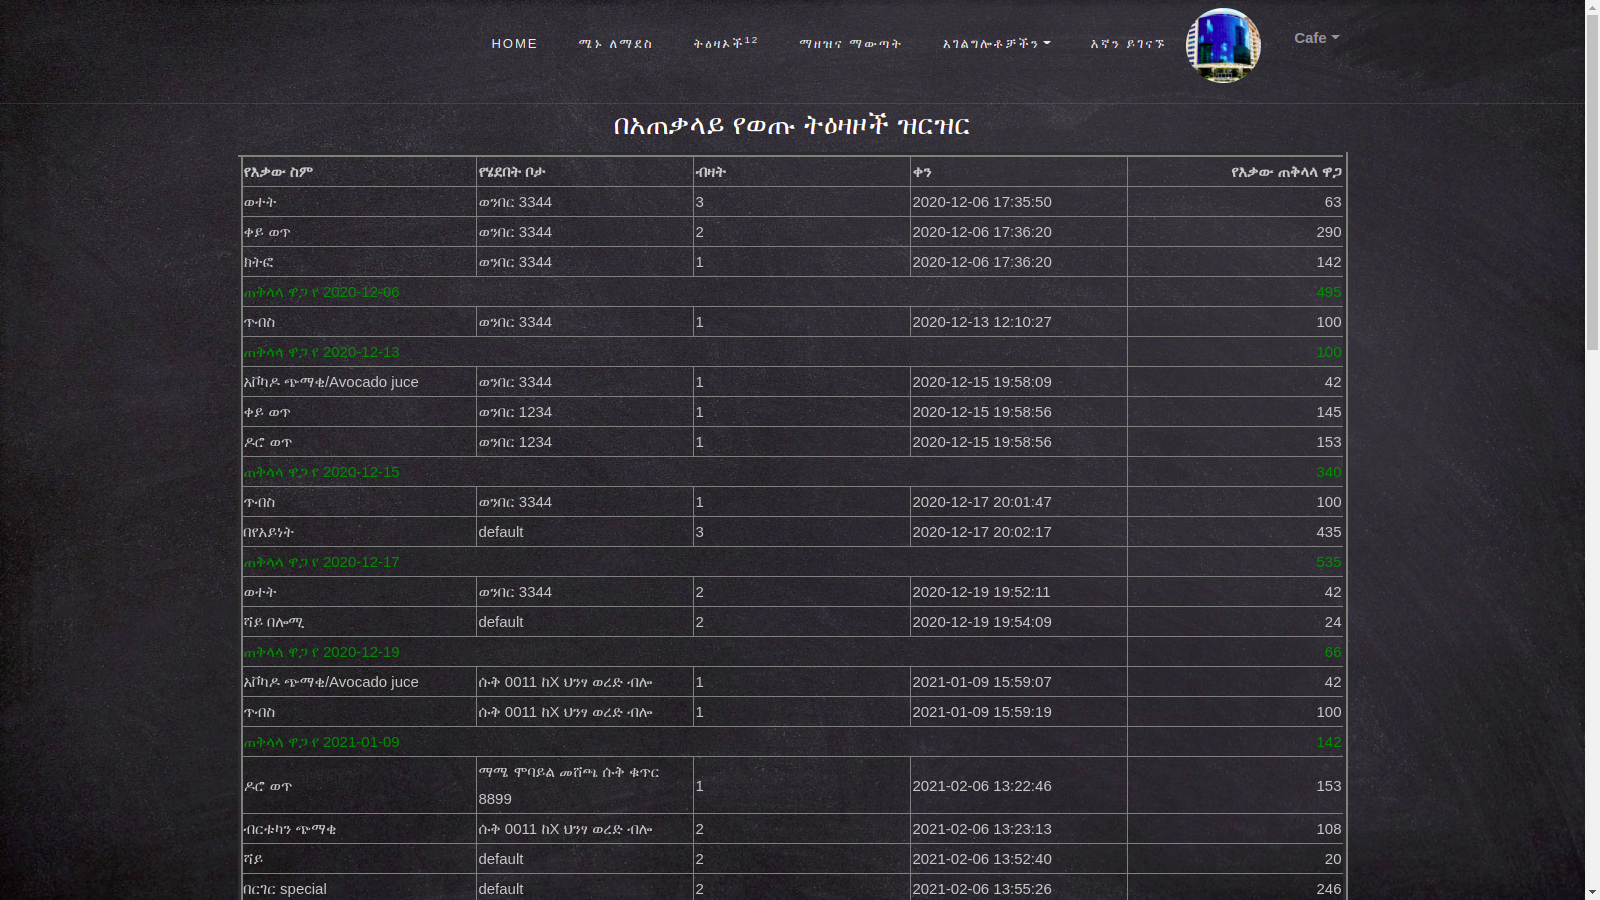 HOME ሜኑ ለማደስ ትዕዛኦች12 ማዘዝና ማውጣት አገልግሎቶቻችን እኛን ይገናኙ Cafe
በአጠቃላይ የወጡ ትዕዛዞች ዝርዝር
የእቃው ስም የሄደበት ቦታ ብዛት ቀን የእቃው ጠቅላላ ዋጋ
ወተት ወንበር 3344 3 2020-12-06 17:35:50 63
ቀይ ወጥ ወንበር 3344 2 2020-12-06 17:36:20 290
ክትፎ ወንበር 3344 1 2020-12-06 17:36:20 142
ጠቅላላ ዋጋ የ 2020-12-06 495
ጥብስ ወንበር 3344 1 2020-12-13 12:10:27 100
ጠቅላላ ዋጋ የ 2020-12-13 100
አቮካዶ ጭማቂ/Avocado juce ወንበር 3344 1 2020-12-15 19:58:09 42
ቀይ ወጥ ወንበር 1234 1 2020-12-15 19:58:56 145
ዶሮ ወጥ ወንበር 1234 1 2020-12-15 19:58:56 153
ጠቅላላ ዋጋ የ 2020-12-15 340
ጥብስ ወንበር 3344 1 2020-12-17 20:01:47 100
በየአይነት default 3 2020-12-17 20:02:17 435
ጠቅላላ ዋጋ የ 2020-12-17 535
ወተት ወንበር 3344 2 2020-12-19 19:52:11 42
ሻይ በሎሚ default 2 2020-12-19 19:54:09 24
ጠቅላላ ዋጋ የ 2020-12-19 66
አቮካዶ ጭማቂ/Avocado juce ሱቅ 0011 ከX ህንፃ ወረድ ብሎ 1 2021-01-09 15:59:07 42
ጥብስ ሱቅ 0011 ከX ህንፃ ወረድ ብሎ 1 2021-01-09 15:59:19 100
ጠቅላላ ዋጋ የ 2021-01-09 142
ዶሮ ወጥ ማሜ ሞባይል መሸጫ ሱቅ ቁጥር 8899 1 2021-02-06 13:22:46 153
ብርቱካን ጭማቂ ሱቅ 0011 ከX ህንፃ ወረድ ብሎ 2 2021-02-06 13:23:13 108
ሻይ default 2 2021-02-06 13:52:40 20
በርገር special default 2 2021-02-06 13:55:26 246